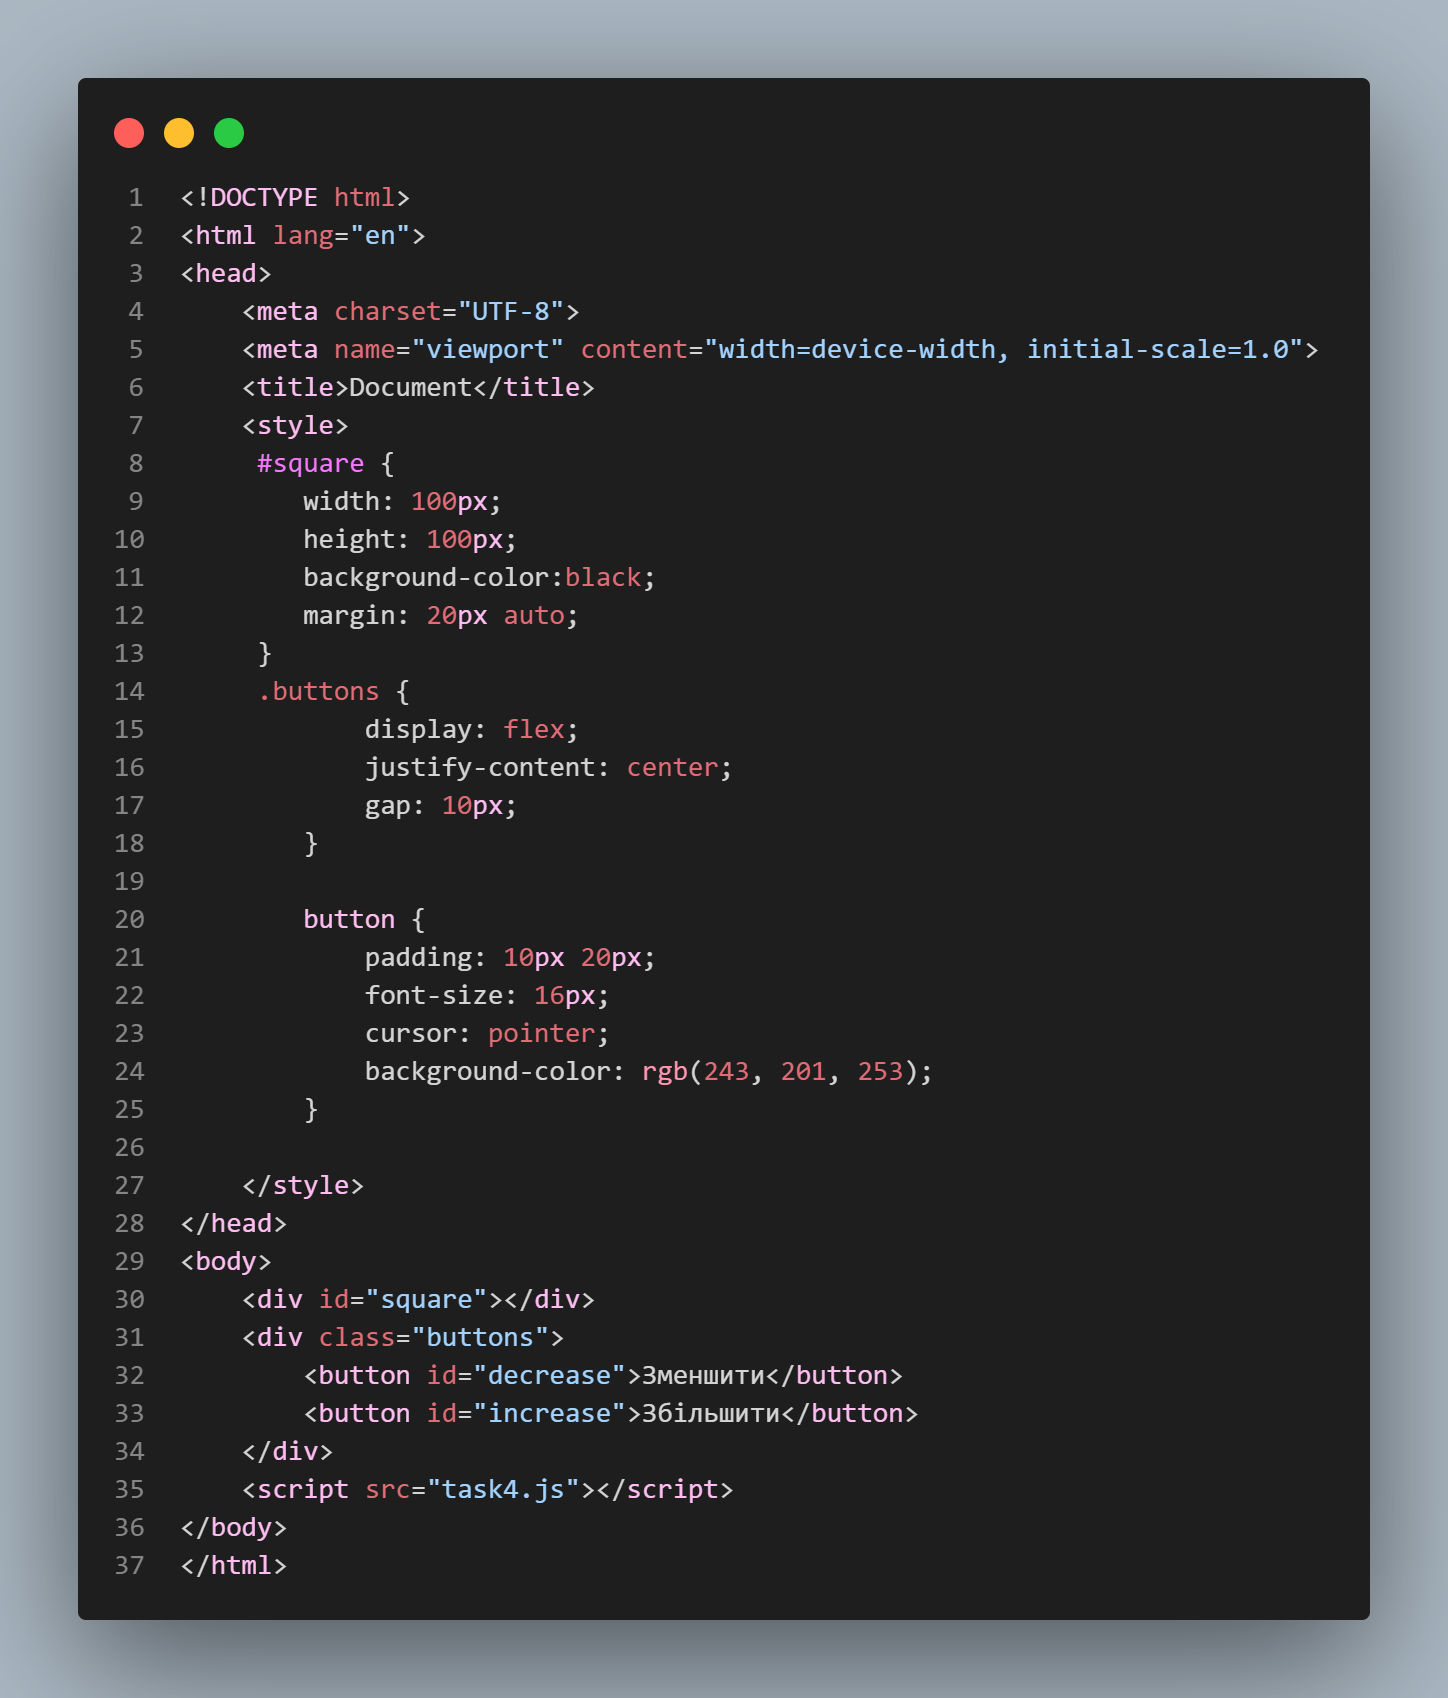 1 <!DOCTYPE html>
2 <html lang="en">
3 <head>
4     <meta charset="UTF-8">
5     <meta name="viewport" content="width=device-width, initial-scale=1.0">
6     <title>Document</title>
7     <style>
8      #square {
9         width: 100px;
10         height: 100px;
11         background-color:black;
12         margin: 20px auto;
13      }
14      .buttons {
15             display: flex;
16             justify-content: center;
17             gap: 10px;
18         }
19
20         button {
21             padding: 10px 20px;
22             font-size: 16px;
23             cursor: pointer;
24             background-color: rgb(243, 201, 253);
25         }
26
27     </style>
28 </head>
29 <body>
30     <div id="square"></div>
31     <div class="buttons">
32         <button id="decrease">Зменшити</button>
33         <button id="increase">Збільшити</button>
34     </div>
35     <script src="task4.js"></script>
36 </body>
37 </html>